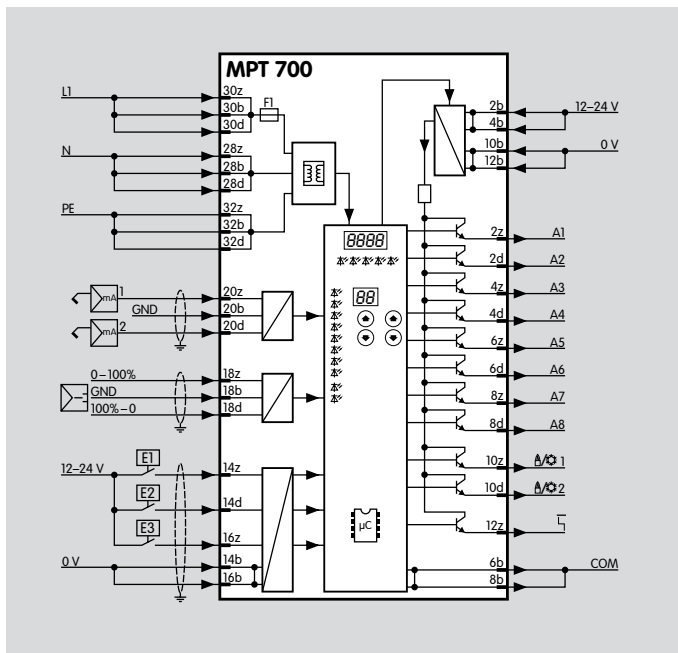 MPT 700
L1
30z
30b
30d
F1
N
28z
28b
28d
PE
32z
32b
32d
mA
1
GND
mA
2
20z
20b
20d
0–100%
GND
100%–0
18z
18b
18d
12–24 V
E1
E2
E3
0 V
14z
14d
16z
14b
16b
8888
88
µC
2b
4b
12–24 V
10b
12b
0 V
2z
A1
2d
A2
4z
A3
4d
A4
6z
A5
6d
A6
8z
A7
8d
A8
10z
/ 1
10d
/ 2
12z
6b
8b
COM